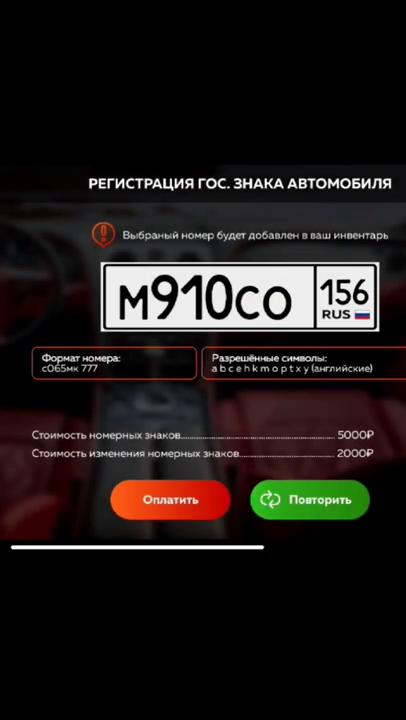 РЕГИСТРАЦИЯ ГОС. ЗНАКА АВТОМОБИЛЯ
Выбраный номер будет добавлен в ваш инвентарь
м910со 156 RUS
Формат номера:
с065мк 777
Разрешённые символы:
a b c e h k m o p t x y (английские)
Стоимость номерных знаков 5000₽
Стоимость изменения номерных знаков 2000₽
Оплатить
Повторить